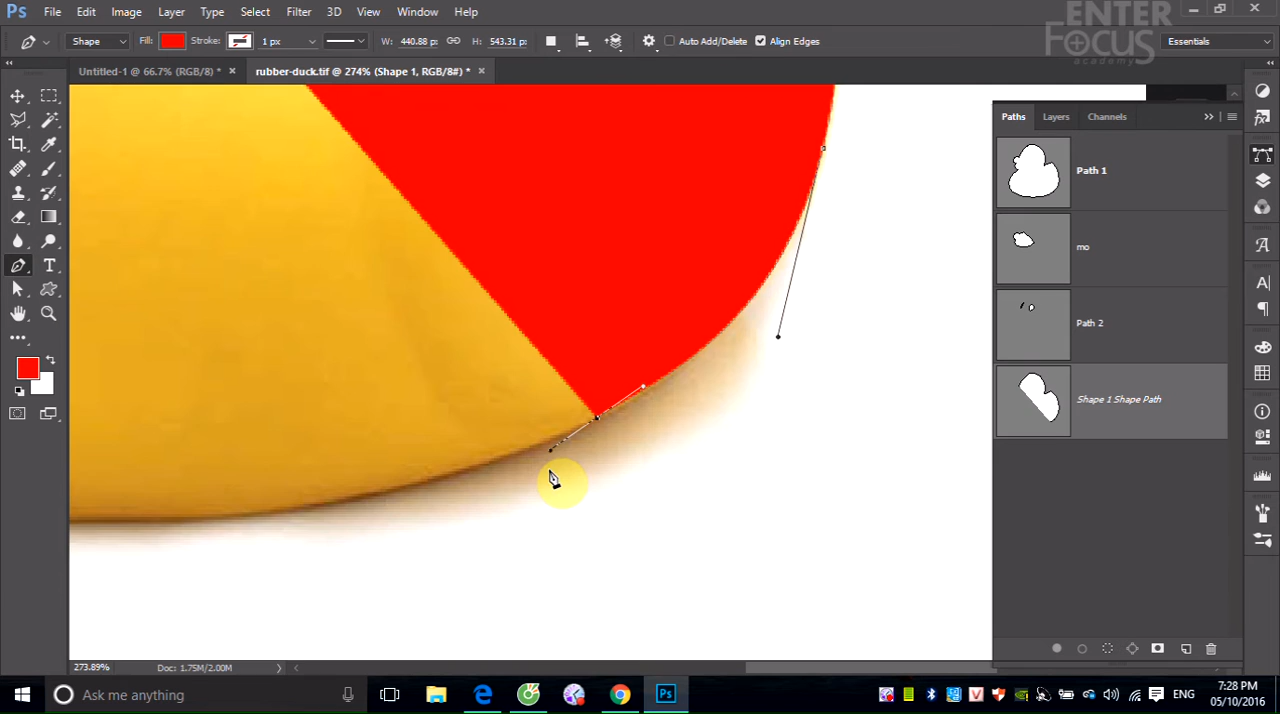 Ps File Edit Image Layer Type Select Filter 3D View Window Help
ENTER
FOCUS
academy
Shape Fill: Stroke: 1 px W: 440.88 p: H: 543.31 p: Auto Add/Delete Align Edges Essentials
Untitled-1 @ 66.7% (RGB/8) * × rubber-duck.tif @ 274% (Shape 1, RGB/8#) * ×
Paths Layers Channels
Path 1
mo
Path 2
Shape 1 Shape Path
273.89% Doc: 1.75M/2.00M
Ask me anything
Ps
ENG
7:28 PM
05/10/2016